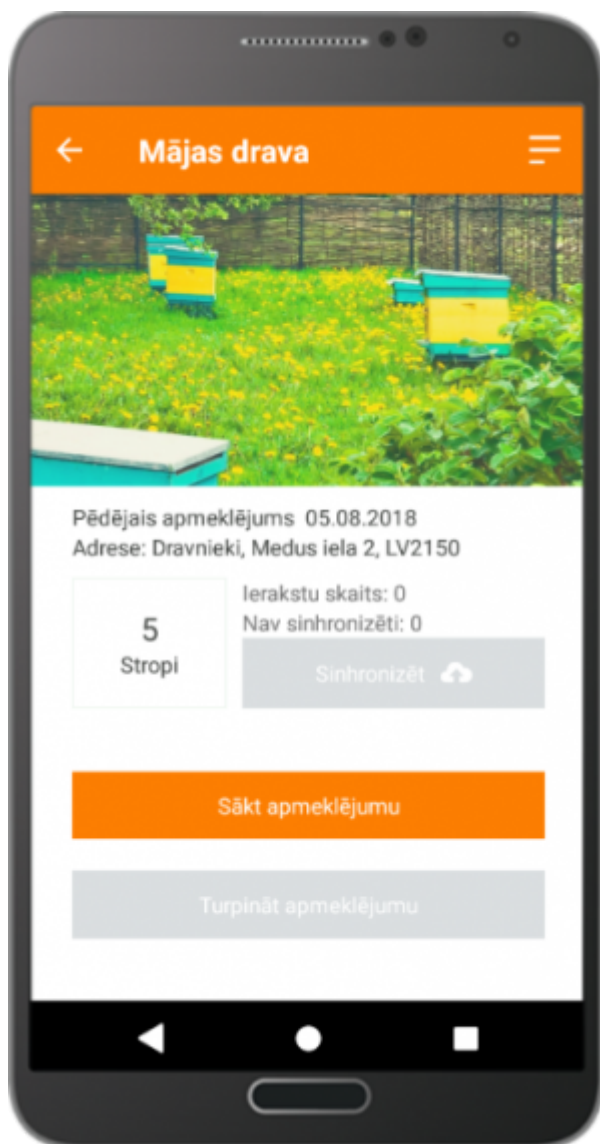 Mājas drava
Pēdējais apmeklējums 05.08.2018
Adrese: Dravnieki, Medus iela 2, LV2150
5
Stropi
Ierakstu skaits: 0
Nav sinhronizēti: 0
Sinhronizēt
Sākt apmeklējumu
Turpināt apmeklējumu